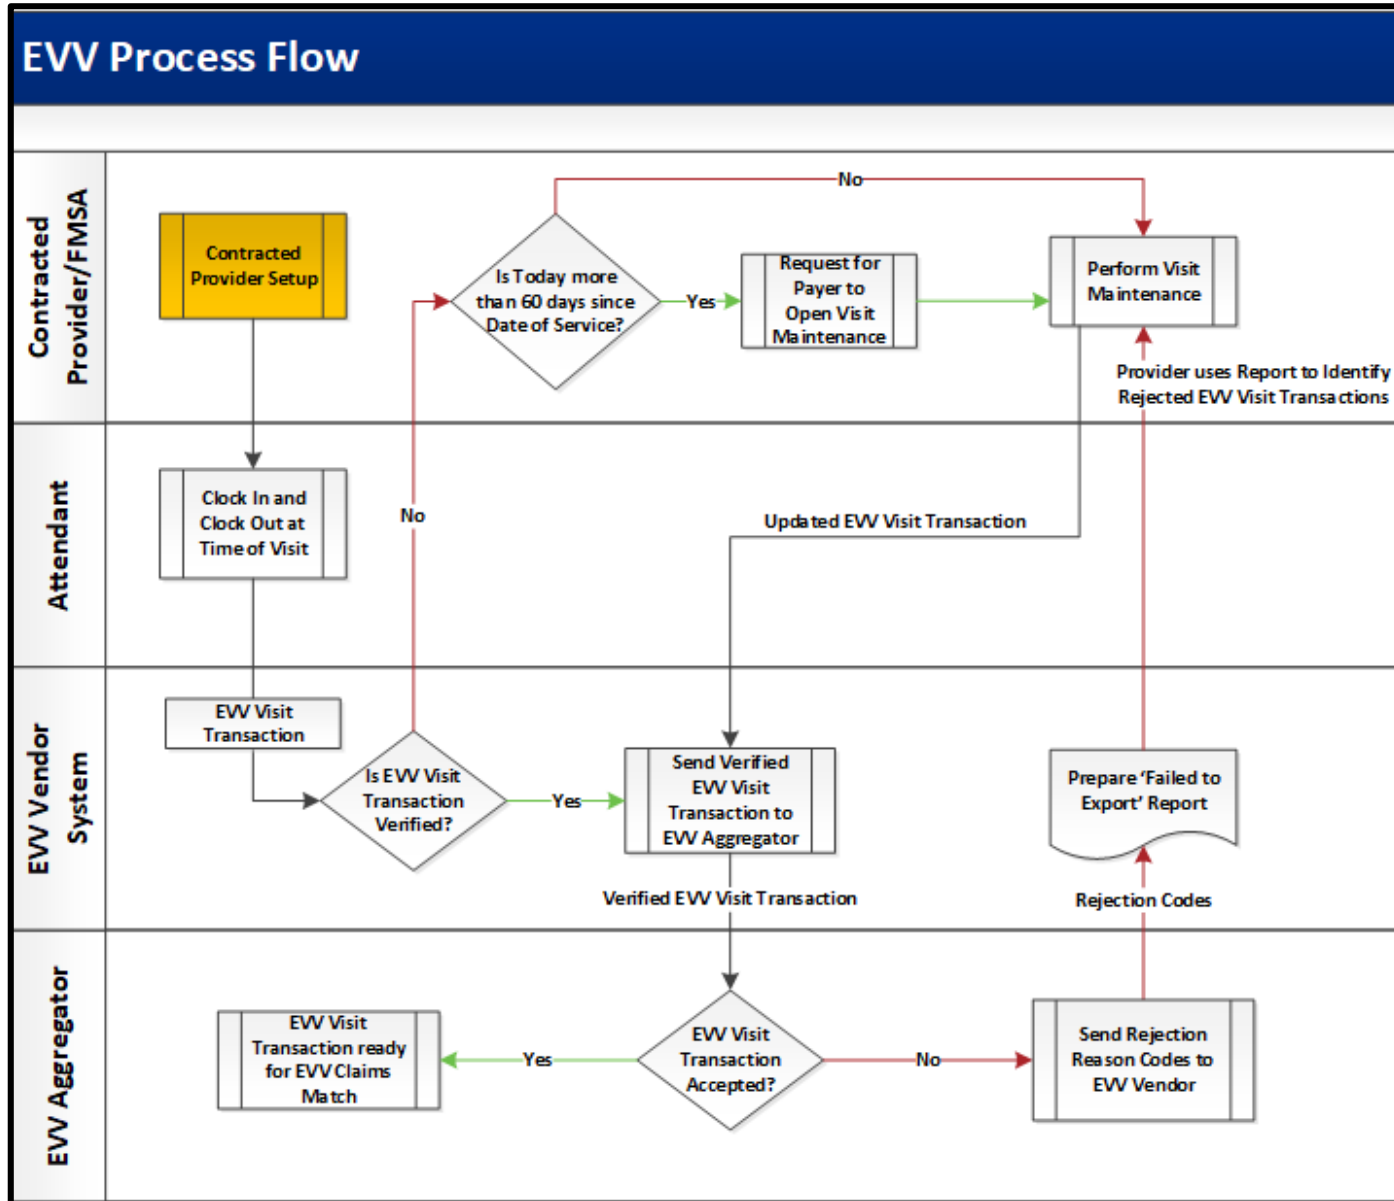 EVV Process Flow
Contracted
Provider/FMSA
Contracted
Provider Setup
No
Is Today more
than 60 days since
Date of Service?
Yes
Request for
Payer to
Open Visit
Maintenance
Perform Visit
Maintenance
Provider uses Report to Identify
Rejected EVV Visit Transactions
Attendant
Clock In and
Clock Out at
Time of Visit
No
Updated EVV Visit Transaction
EVV Vendor
System
EVV Visit
Transaction
Is EVV Visit
Transaction
Verified?
Yes
Send Verified
EVV Visit
Transaction to
EVV Aggregator
Prepare ‘Failed to
Export’ Report
Verified EVV Visit Transaction
Rejection Codes
EVV Aggregator
EVV Visit
Transaction ready
for EVV Claims
Match
Yes
EVV Visit
Transaction
Accepted?
No
Send Rejection
Reason Codes to
EVV Vendor